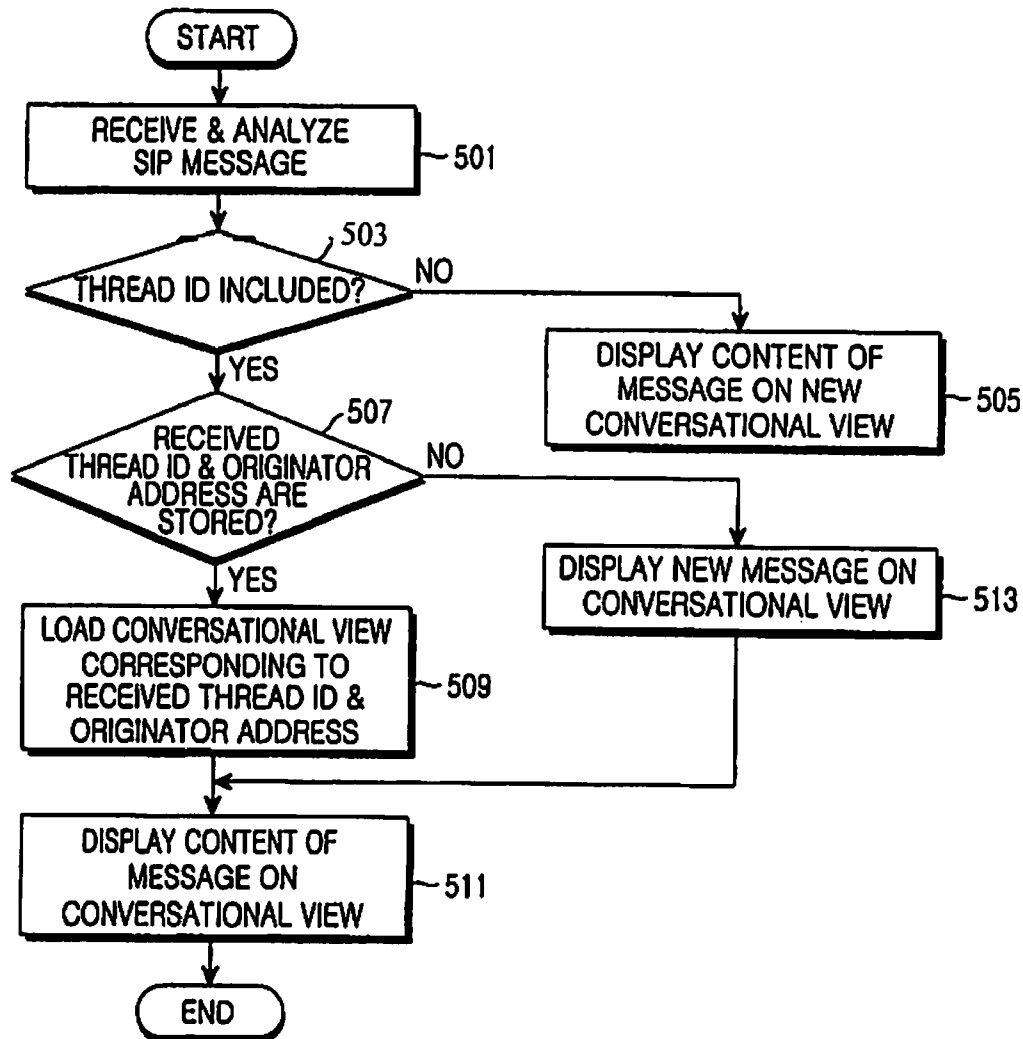 START
RECEIVE & ANALYZE
SIP MESSAGE
501
503
THREAD ID INCLUDED?
NO
YES
DISPLAY CONTENT OF
MESSAGE ON NEW
CONVERSATIONAL VIEW
505
507
RECEIVED
THREAD ID & ORIGINATOR
ADDRESS ARE
STORED?
NO
YES
DISPLAY NEW MESSAGE ON
CONVERSATIONAL VIEW
513
LOAD CONVERSATIONAL VIEW
CORRESPONDING TO
RECEIVED THREAD ID &
ORIGINATOR ADDRESS
509
DISPLAY CONTENT OF
MESSAGE ON
CONVERSATIONAL VIEW
511
END